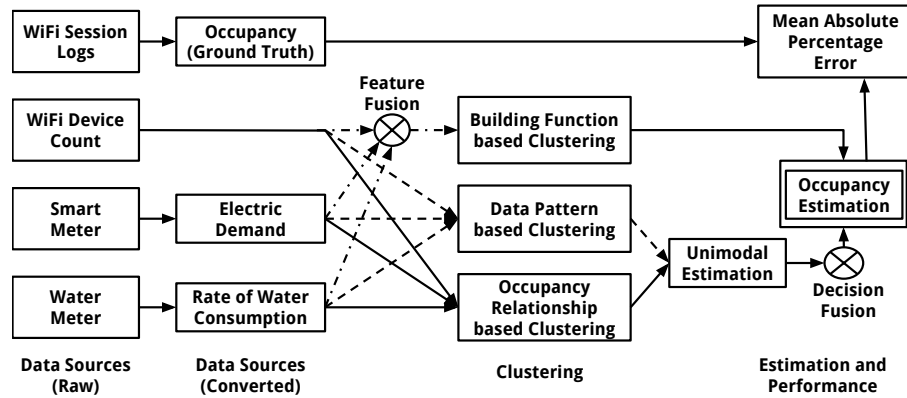 WiFi Session
Logs
Occupancy
(Ground Truth)
Mean Absolute
Percentage
Error
Feature
Fusion
WiFi Device
Count
Building Function
based Clustering
Smart
Meter
Electric
Demand
Data Pattern
based Clustering
Occupancy
Estimation
Water
Meter
Rate of Water
Consumption
Occupancy
Relationship
based Clustering
Unimodal
Estimation
Decision
Fusion
Data Sources
(Raw)
Data Sources
(Converted)
Clustering
Estimation and
Performance